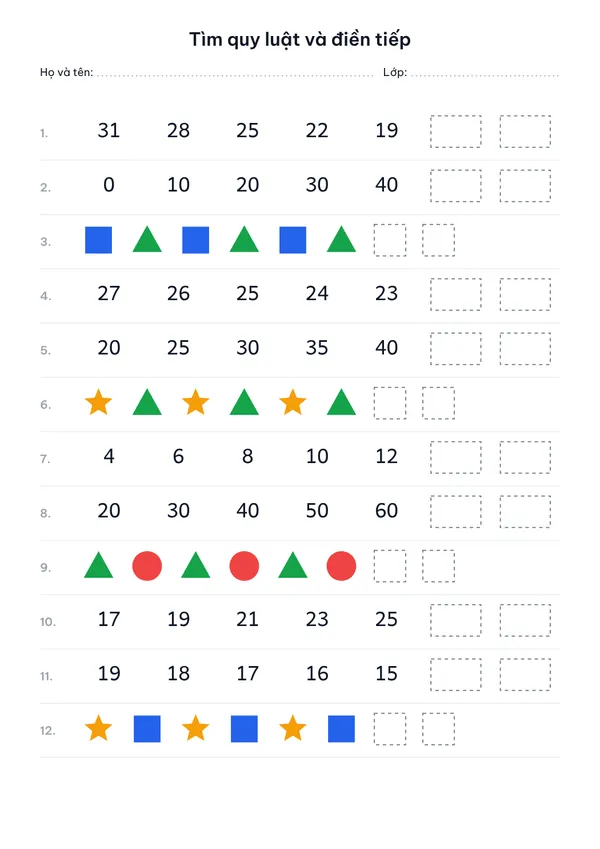 Tìm quy luật và điền tiếp
Họ và tên: Lớp:
1. 31 28 25 22 19
2. 0 10 20 30 40
3.
4. 27 26 25 24 23
5. 20 25 30 35 40
6.
7. 4 6 8 10 12
8. 20 30 40 50 60
9.
10. 17 19 21 23 25
11. 19 18 17 16 15
12.